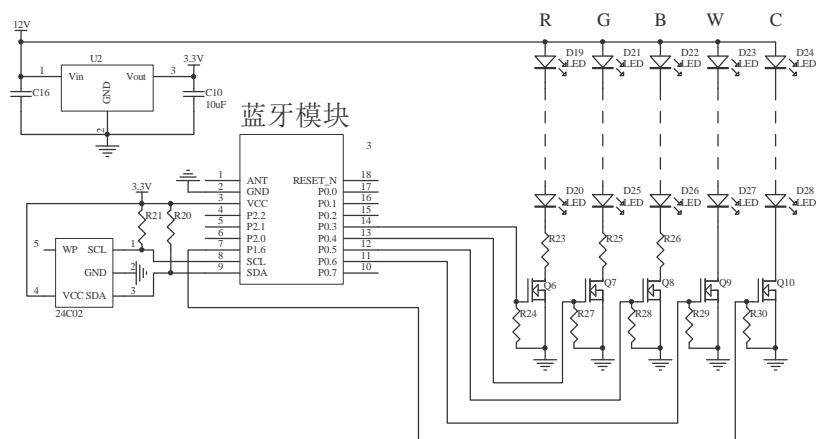 12V
R G B W C
U2
Vin Vout
GND
1 3 2
3.3V
C16
C10
10uF
D19
LED
D21
LED
D22
LED
D23
LED
D24
LED
蓝牙模块
3
1 ANT RESET_N 18
2 GND P0.0 17
3 VCC P0.1 16
4 P2.2 P0.2 15
5 P2.1 P0.3 14
6 P2.0 P0.4 13
7 P1.6 P0.5 12
8 SCL P0.6 11
9 SDA P0.7 10
3.3V
R21
R20
5 WP SCL 1
GND 2
4 VCC SDA 3
24C02
D20
LED
D25
LED
D26
LED
D27
LED
D28
LED
R23
R25
R26
Q6
Q7
Q8
Q9
Q10
R24
R27
R28
R29
R30